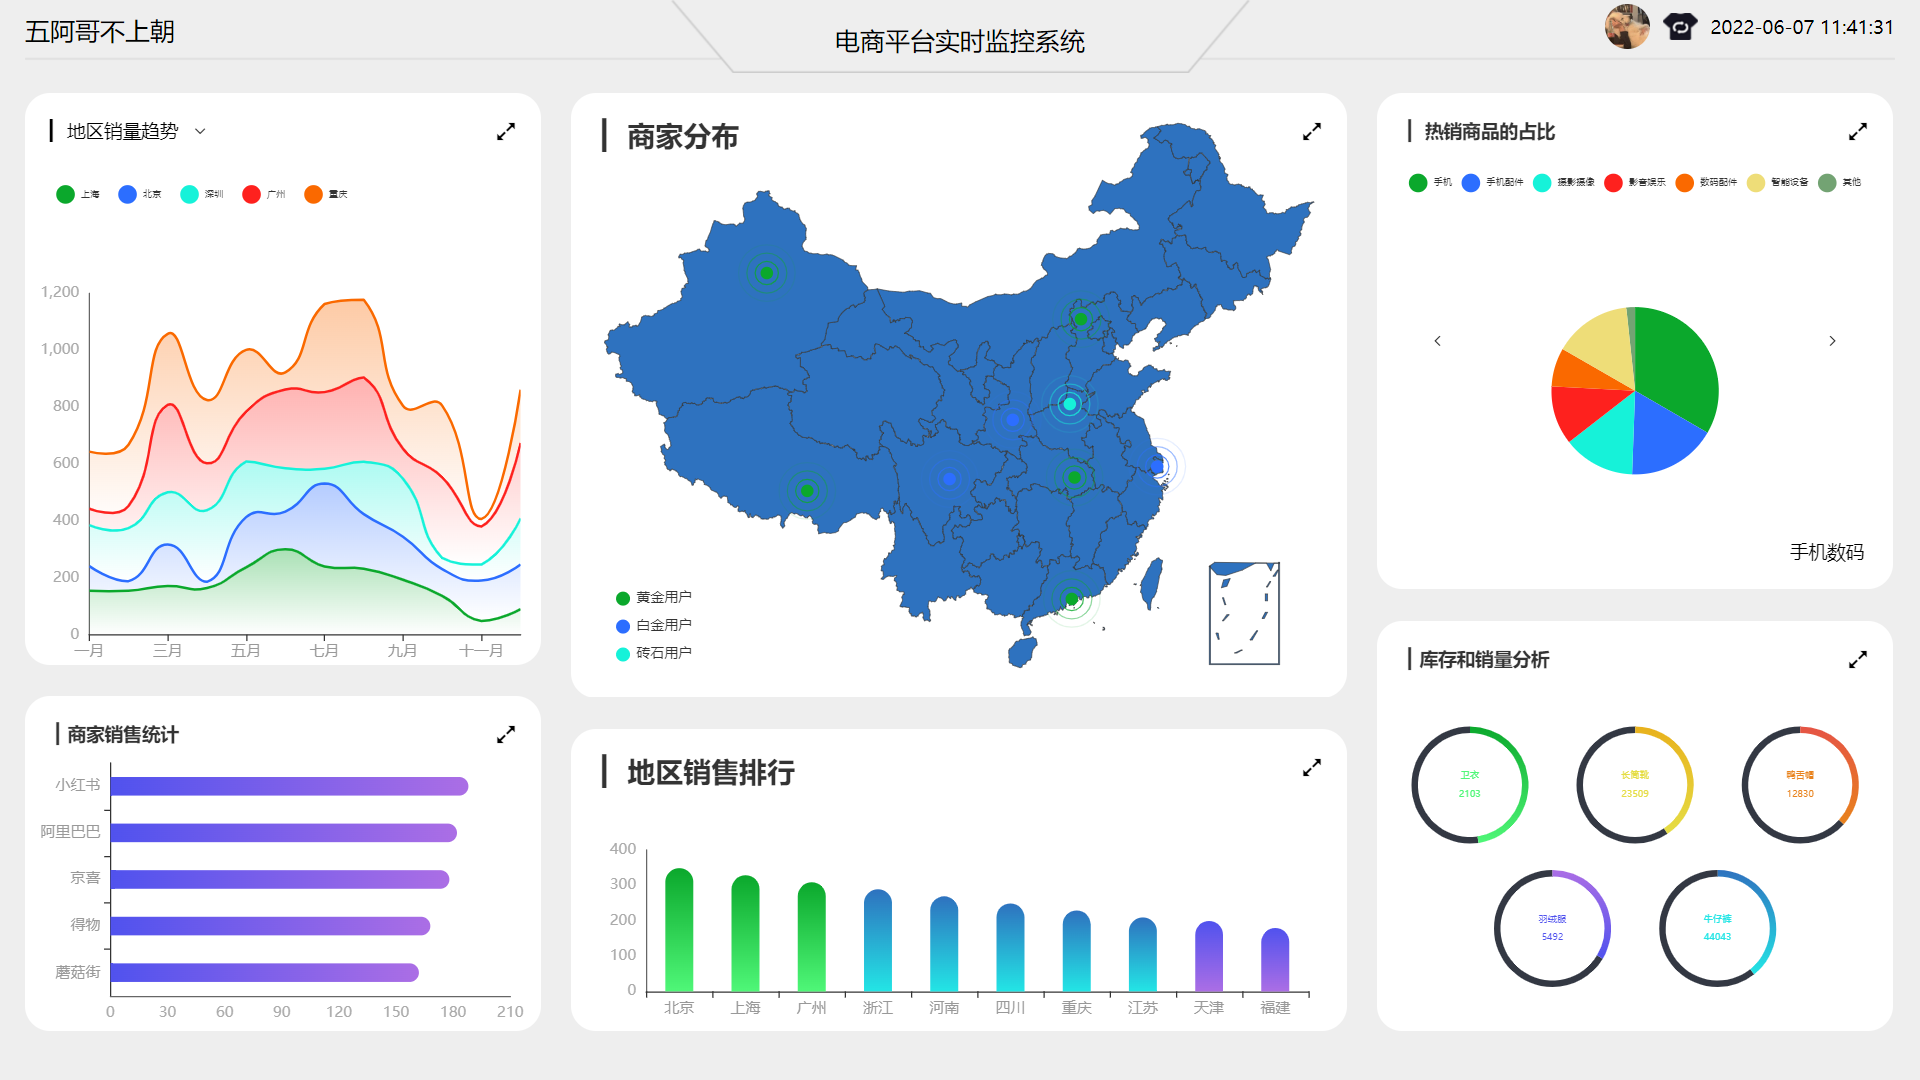 五阿哥不上朝
电商平台实时监控系统
2022-06-07 11:41:31
地区销量趋势
上海 北京 深圳 广州 重庆
1,200
1,000
800
600
400
200
0
一月 三月 五月 七月 九月 十一月
商家销售统计
小红书
阿里巴巴
京喜
得物
蘑菇街
0 30 60 90 120 150 180 210
商家分布
黄金用户
白金用户
砖石用户
地区销售排行
400
300
200
100
0
北京 上海 广州 浙江 河南 四川 重庆 江苏 天津 福建
热销商品的占比
手机 手机配件 摄影摄像 影音娱乐 数码配件 智能设备 其他
手机数码
库存和销量分析
卫衣 长筒靴 鸭舌帽
2103 23509 12830
羽绒服 牛仔裤
5492 44043